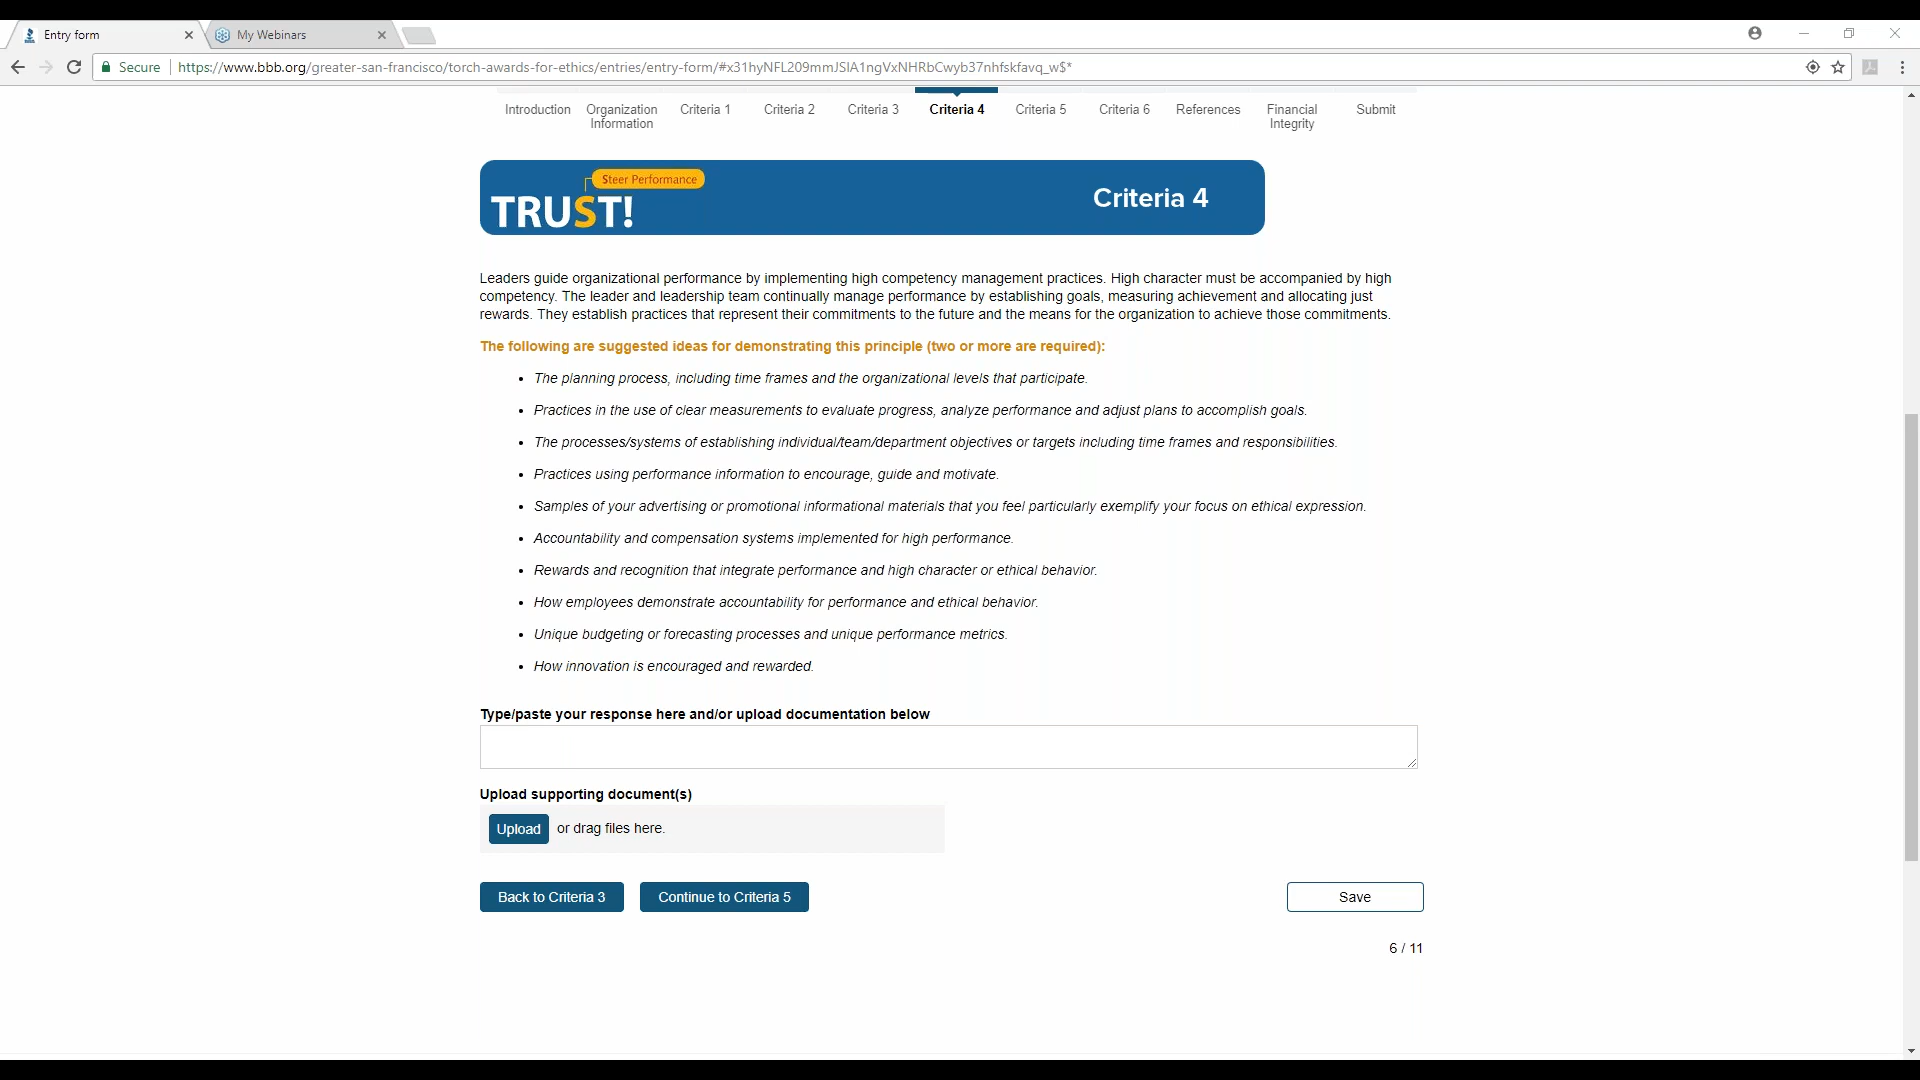 Entry form
My Webinars
Secure https://www.bbb.org/greater-san-francisco/torch-awards-for-ethics/entries/entry-form/#x31hyNFL209mmJSIA1ngVxNHRbCwyb37nhfskfavq_w$*
Introduction Organization Information Criteria 1 Criteria 2 Criteria 3 Criteria 4 Criteria 5 Criteria 6 References Financial Integrity Submit
Steer Performance
TRUST!
Criteria 4
Leaders guide organizational performance by implementing high competency management practices. High character must be accompanied by high
competency. The leader and leadership team continually manage performance by establishing goals, measuring achievement and allocating just
rewards. They establish practices that represent their commitments to the future and the means for the organization to achieve those commitments.
The following are suggested ideas for demonstrating this principle (two or more are required):
• The planning process, including time frames and the organizational levels that participate.
• Practices in the use of clear measurements to evaluate progress, analyze performance and adjust plans to accomplish goals.
• The processes/systems of establishing individual/team/department objectives or targets including time frames and responsibilities.
• Practices using performance information to encourage, guide and motivate.
• Samples of your advertising or promotional informational materials that you feel particularly exemplify your focus on ethical expression.
• Accountability and compensation systems implemented for high performance.
• Rewards and recognition that integrate performance and high character or ethical behavior.
• How employees demonstrate accountability for performance and ethical behavior.
• Unique budgeting or forecasting processes and unique performance metrics.
• How innovation is encouraged and rewarded.
Type/paste your response here and/or upload documentation below
Upload supporting document(s)
Upload or drag files here.
Back to Criteria 3 Continue to Criteria 5 Save
6 / 11